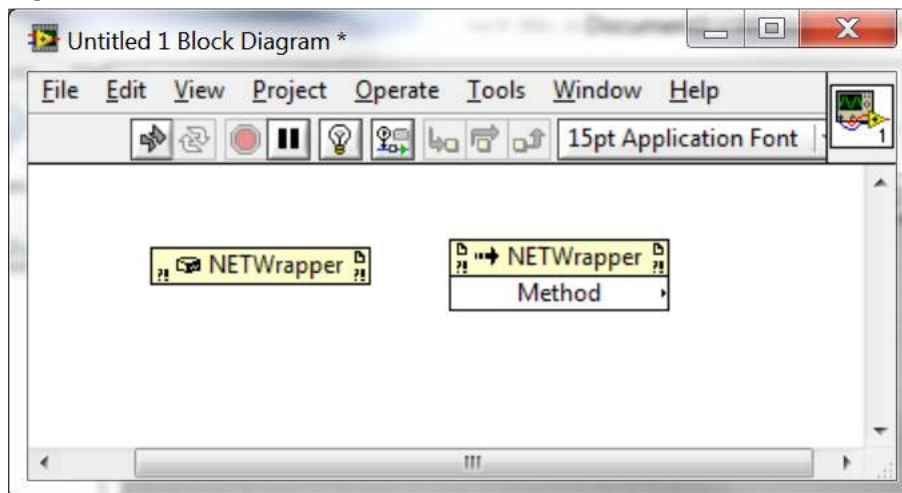 Untitled 1 Block Diagram *
File Edit View Project Operate Tools Window Help
15pt Application Font
1
?! NETWrapper ?!
?! NETWrapper ?!
Method